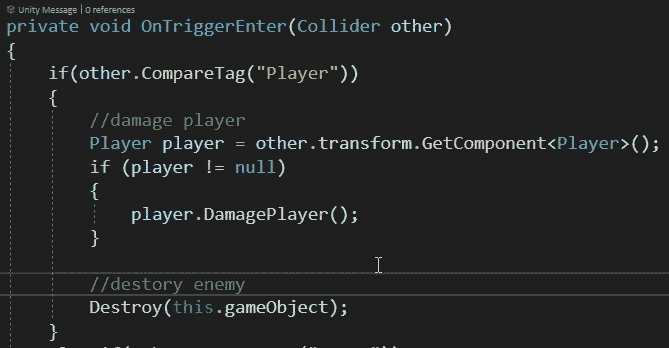 Unity Message | 0 references
private void OnTriggerEnter(Collider other)
{
if(other.CompareTag("Player"))
{
//damage player
Player player = other.transform.GetComponent<Player>();
if (player != null)
{
player.DamagePlayer();
}
//destory enemy
Destroy(this.gameObject);
}